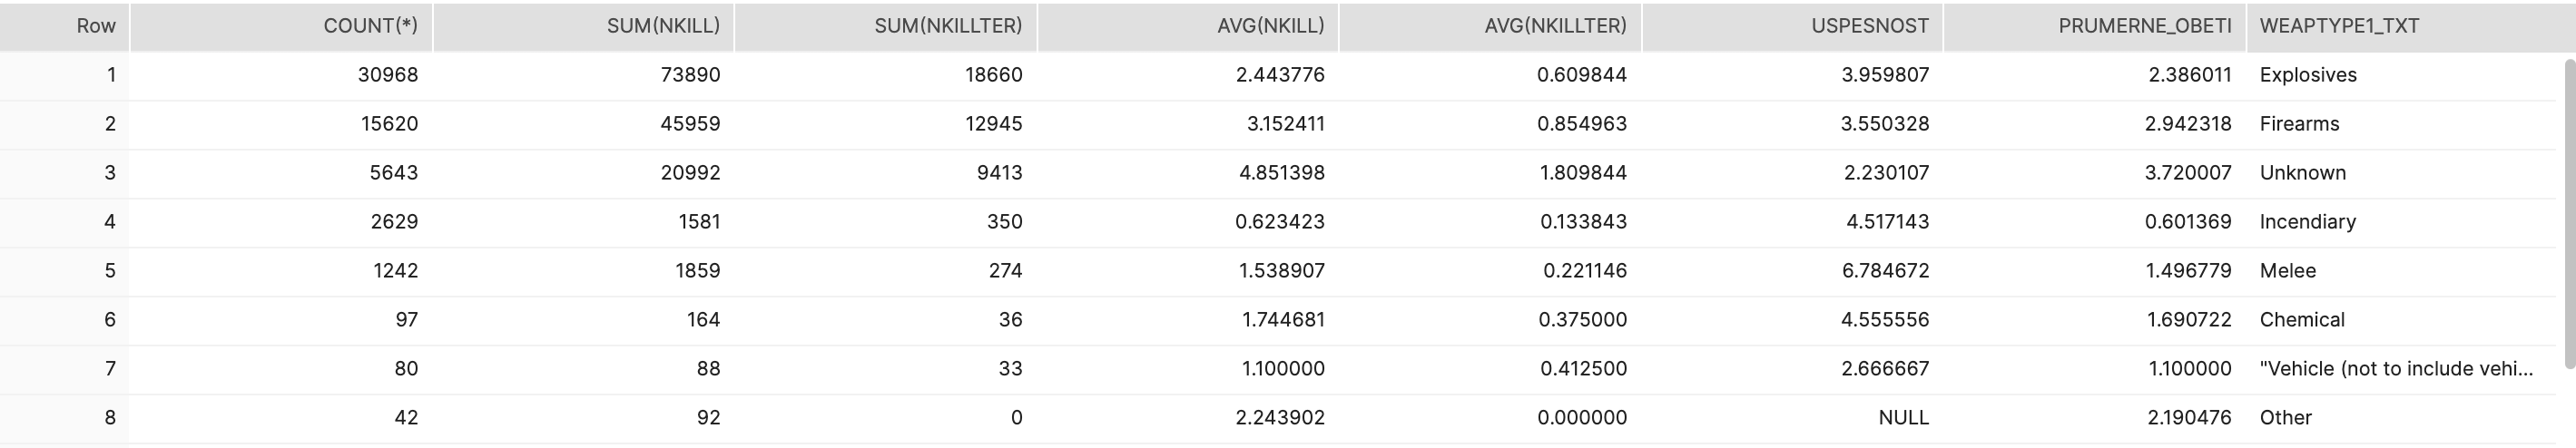 Row COUNT(*) SUM(NKILL) SUM(NKILLTER) AVG(NKILL) AVG(NKILLTER) USPESNOST PRUMERNE_OBETI WEAPTYPE1_TXT
1 30968 73890 18660 2.443776 0.609844 3.959807 2.386011 Explosives
2 15620 45959 12945 3.152411 0.854963 3.550328 2.942318 Firearms
3 5643 20992 9413 4.851398 1.809844 2.230107 3.720007 Unknown
4 2629 1581 350 0.623423 0.133843 4.517143 0.601369 Incendiary
5 1242 1859 274 1.538907 0.221146 6.784672 1.496779 Melee
6 97 164 36 1.744681 0.375000 4.555556 1.690722 Chemical
7 80 88 33 1.100000 0.412500 2.666667 1.100000 "Vehicle (not to include vehi...
8 42 92 0 2.243902 0.000000 NULL 2.190476 Other